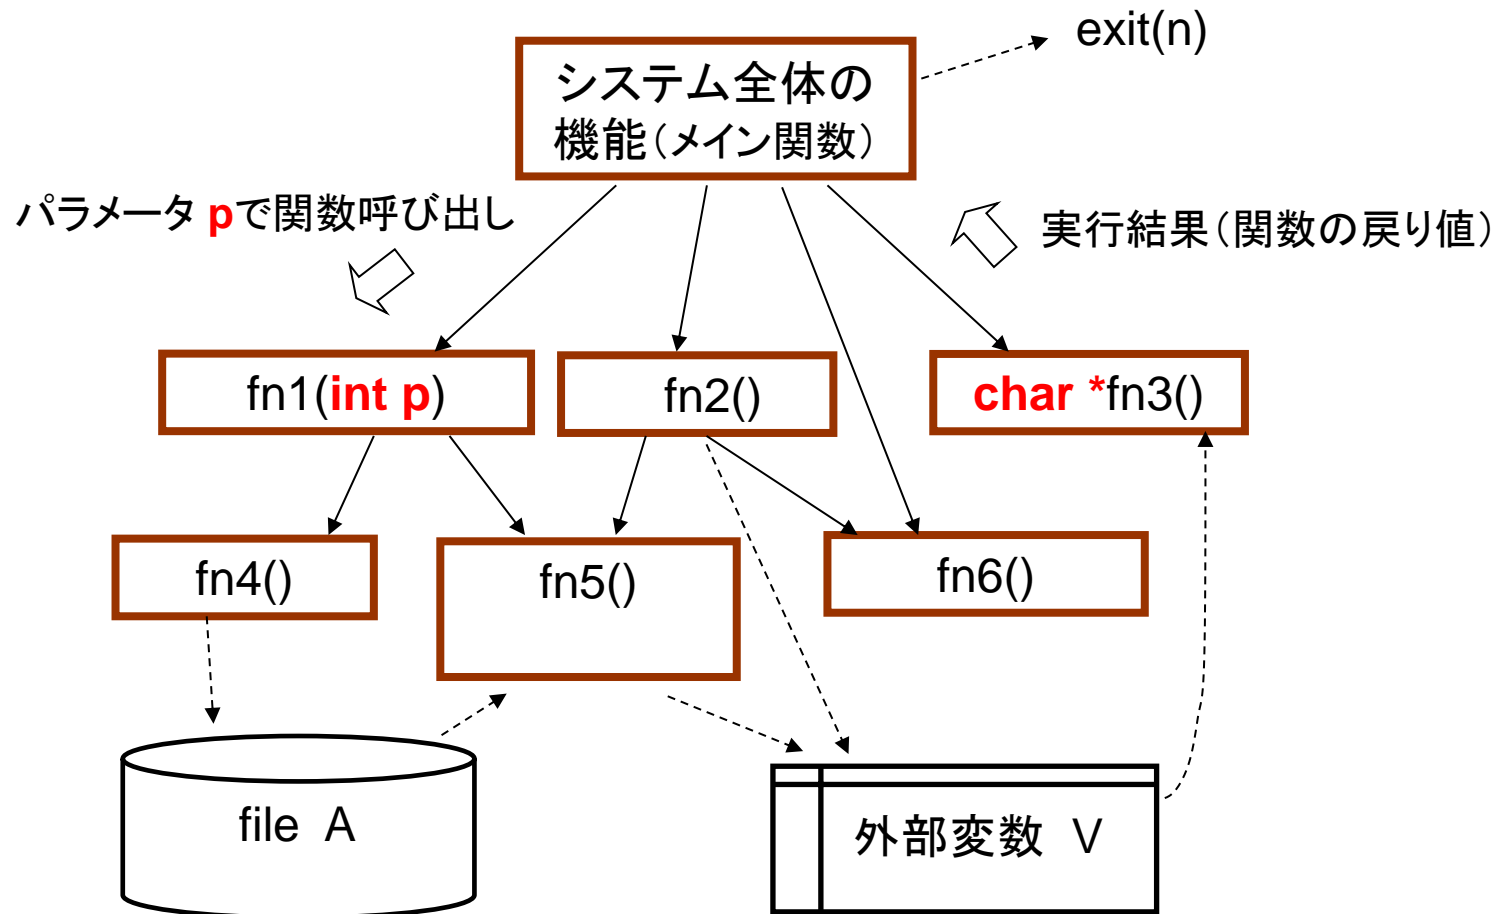 exit(n)
システム全体の
機能（メイン関数）
パラメータ pで関数呼び出し
実行結果（関数の戻り値）
fn1(int p)
fn2()
char *fn3()
fn4()
fn5()
fn6()
file A
外部変数 V